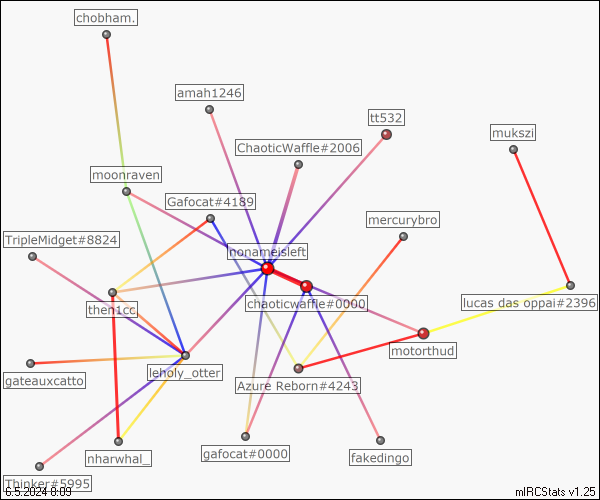 chobham.
amah1246
tt532
mukszi
ChaoticWaffle#2006
moonraven
Gafocat#4189
mercurybro
TripleMidget#8824
nonameisleft
then1cc
chaoticwaffle#0000
lucas das oppai#2396
motorthud
gateauxcatto
leholy_otter
Azure Reborn#4243
nharwhal_
gafocat#0000
fakedingo
Thinker#5995
6.5.2024 8:09
mIRCStats v1.25